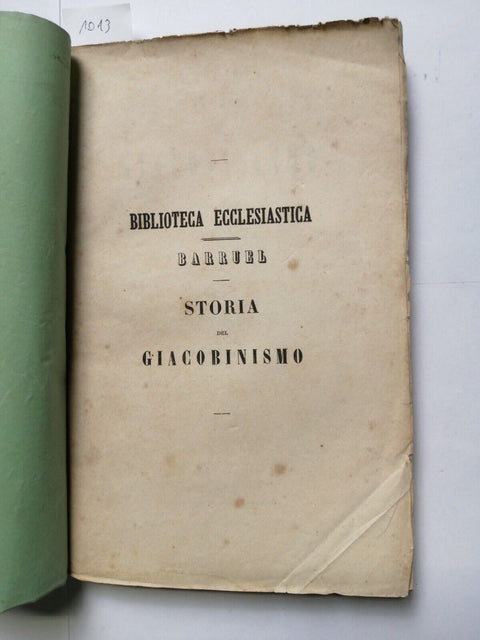 1013
BIBLIOTECA ECCLESIASTICA
BARRUEL
STORIA
DEL
GIACOBINISMO